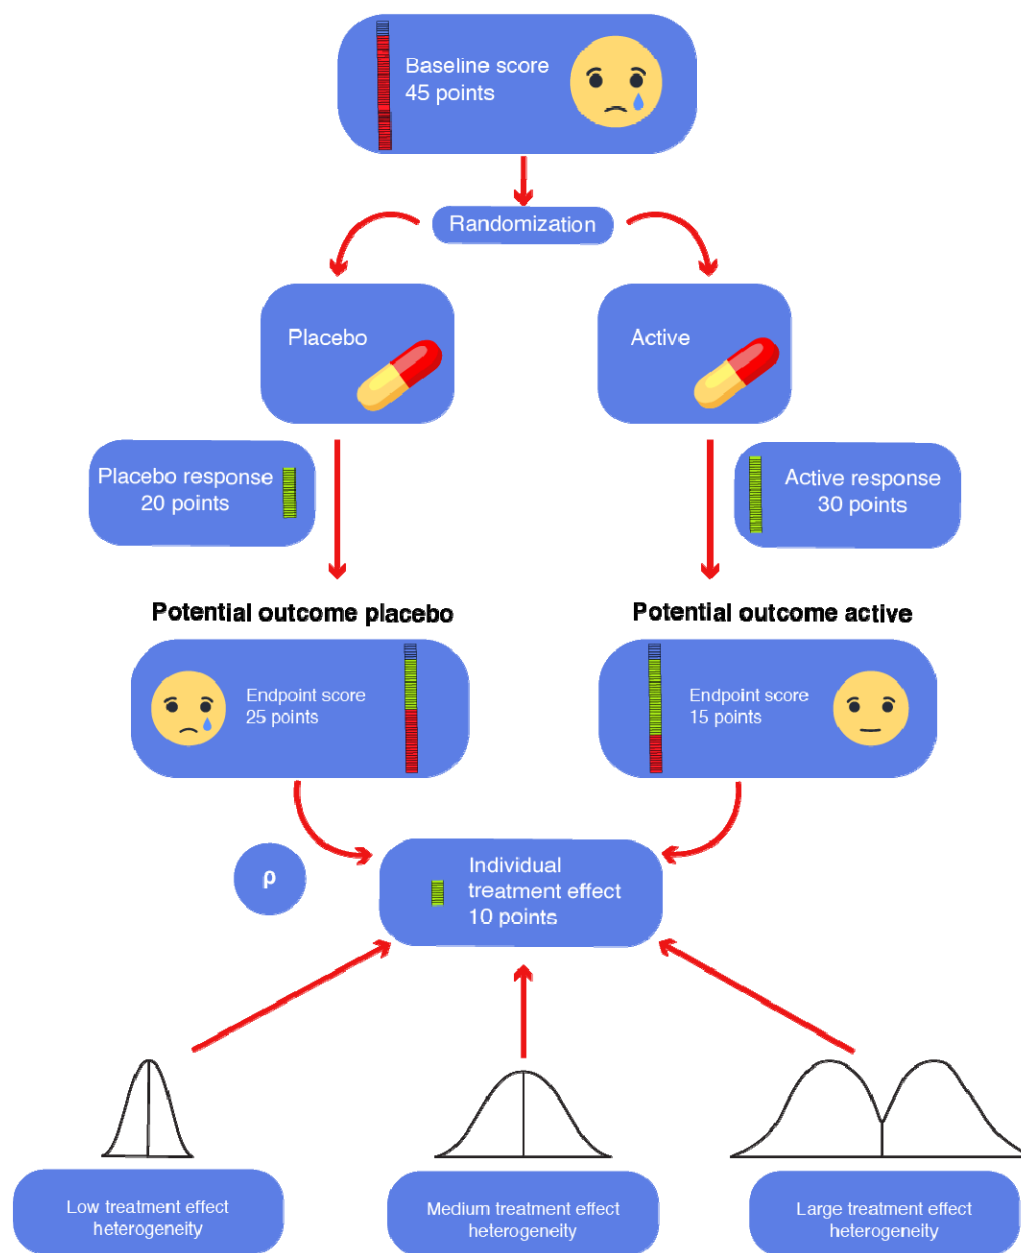 Baseline score
45 points
Randomization
Placebo
Active
Placebo response
20 points
Active response
30 points
Potential outcome placebo
Potential outcome active
Endpoint score
25 points
Endpoint score
15 points
ρ
Individual
treatment effect
10 points
Low treatment effect
heterogeneity
Medium treatment effect
heterogeneity
Large treatment effect
heterogeneity